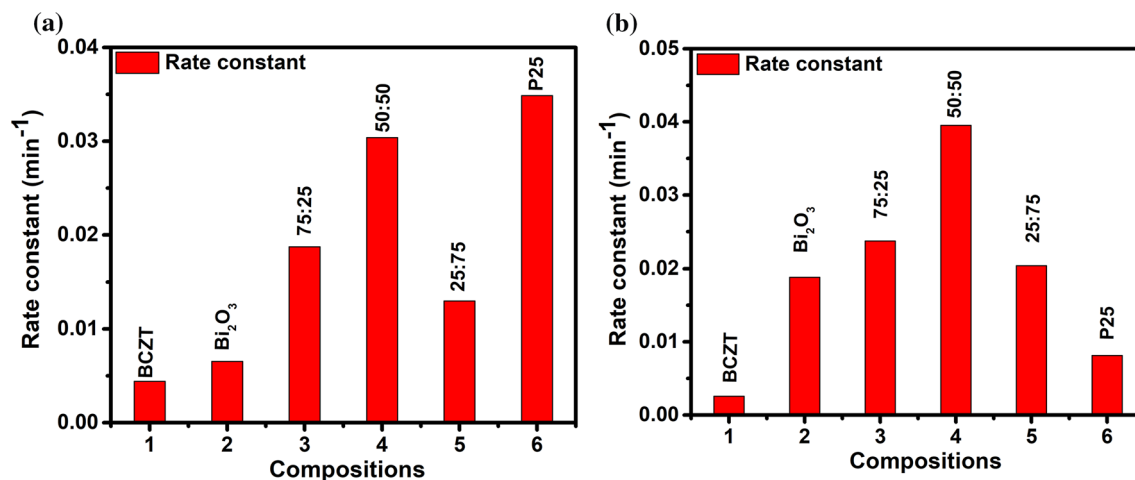 (a)
Rate constant
Rate constant (min⁻¹)
0.04
0.03
0.02
0.01
0.00
BCZT
Bi₂O₃
75:25
50:50
25:75
P25
1 2 3 4 5 6
Compositions
(b)
Rate constant
Rate constant (min⁻¹)
0.05
0.04
0.03
0.02
0.01
0.00
BCZT
Bi₂O₃
75:25
50:50
25:75
P25
1 2 3 4 5 6
Compositions